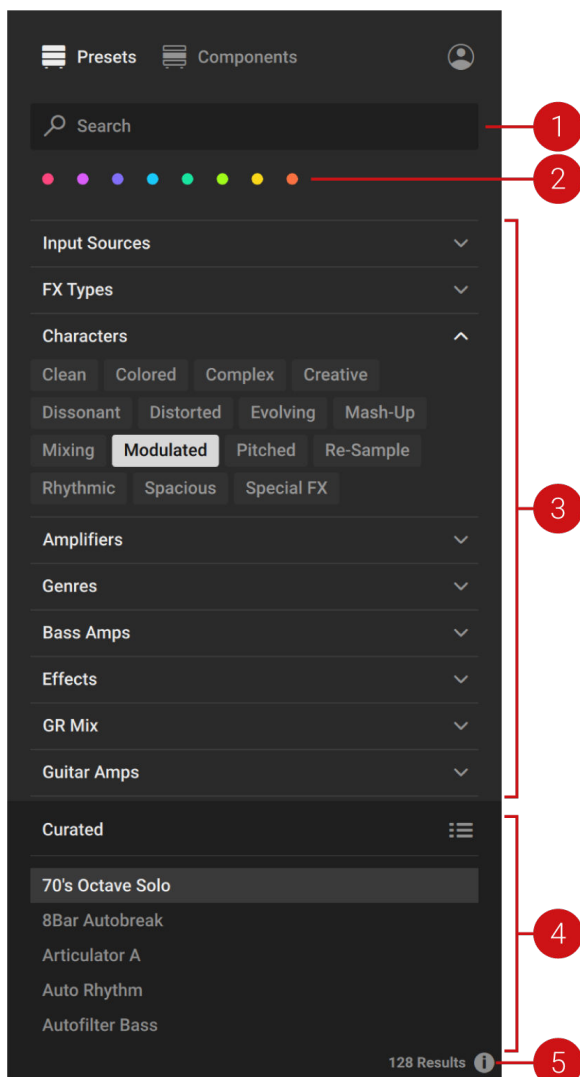 Presets Components
Search 1
2
Input Sources
FX Types
Characters
Clean Colored Complex Creative
Dissonant Distorted Evolving Mash-Up
Mixing Modulated Pitched Re-Sample
Rhythmic Spacious Special FX
3
Amplifiers
Genres
Bass Amps
Effects
GR Mix
Guitar Amps
Curated
70's Octave Solo
8Bar Autobreak
4
Articulator A
Auto Rhythm
Autofilter Bass
128 Results i 5